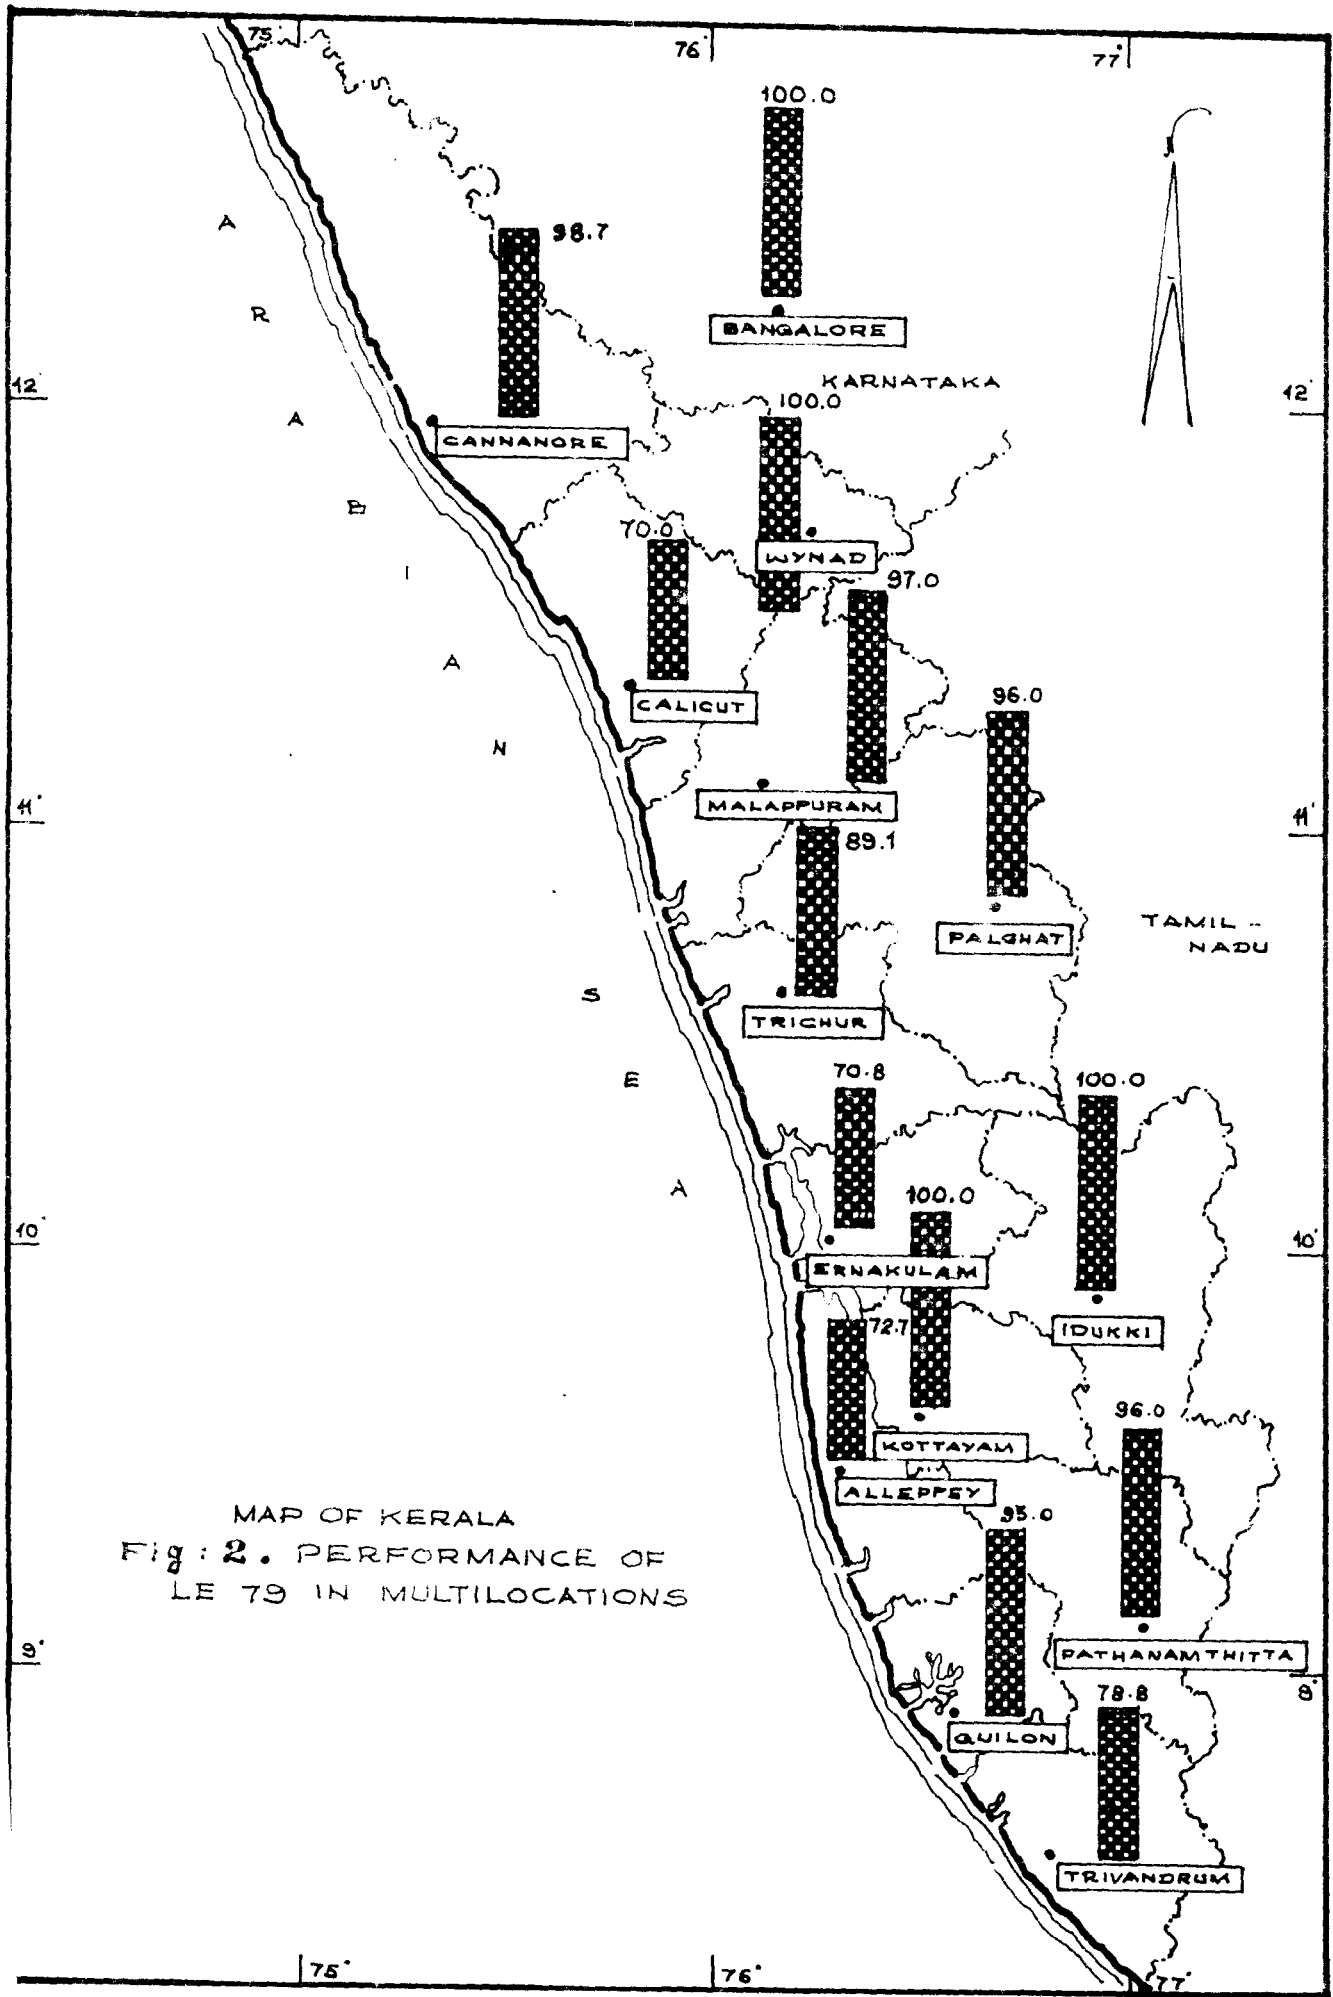 75°
76°
77°
100.0
98.7
BANGALORE
KARNATAKA
12°
12°
100.0
CANNANORE
70.0
WYNAD
97.0
CALICUT
96.0
11°
11°
MALAPPURAM
89.1
PALGHAT
TAMIL -
NADU
TRICHUR
70.8
100.0
100.0
10°
10°
ERNAKULAM
72.7
IDUKKI
96.0
KOTTAYAM
ALLEPPEY
95.0
ARABIAN SEA
MAP OF KERALA
Fig : 2. PERFORMANCE OF
LE 79 IN MULTILOCATIONS
9°
PATHANAMTHITTA
78.8
QUILON
TRIVANDRUM
75°
76°
77°